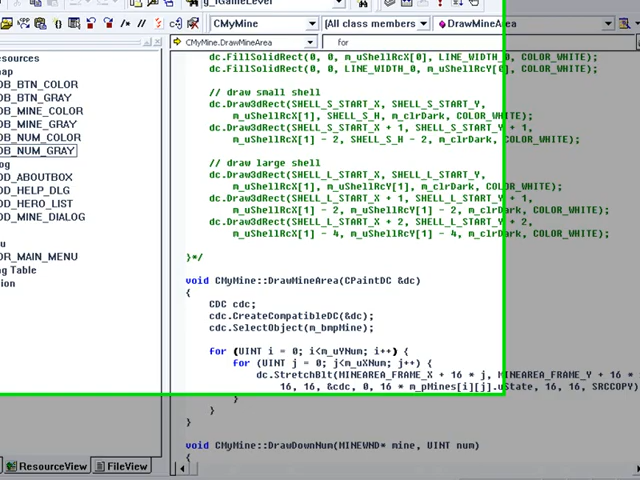 g_iGameLevel
CMyMine
(All class members
DrawMineArea
CMyMine.DrawMineArea
for
esources
map
DB_BTN_COLOR
DB_BTN_GRAY
DB_MINE_COLOR
DB_MINE_GRAY
DB_NUM_COLOR
DB_NUM_GRAY
og
DD_ABOUTBOX
DD_HELP_DLG
DD_HERO_LIST
DD_MINE_DIALOG
u
DR_MAIN_MENU
ng Table
sion
ResourceView
FileView
dc.FillSolidRect(0, 0, m_uShellRcX[0], LINE_WIDTH_0, COLOR_WHITE);
dc.FillSolidRect(0, 0, LINE_WIDTH_0, m_uShellRcY[0], COLOR_WHITE);
// draw small shell
dc.Draw3dRect(SHELL_S_START_X, SHELL_S_START_Y,
m_uShellRcX[1], SHELL_S_H, m_clrDark, COLOR_WHITE);
dc.Draw3dRect(SHELL_S_START_X + 1, SHELL_S_START_Y + 1,
m_uShellRcX[1] - 2, SHELL_S_H - 2, m_clrDark, COLOR_WHITE);
// draw large shell
dc.Draw3dRect(SHELL_L_START_X, SHELL_L_START_Y,
m_uShellRcX[1], m_uShellRcY[1], m_clrDark, COLOR_WHITE);
dc.Draw3dRect(SHELL_L_START_X + 1, SHELL_L_START_Y + 1,
m_uShellRcX[1] - 2, m_uShellRcY[1] - 2, m_clrDark, COLOR_WHITE);
dc.Draw3dRect(SHELL_L_START_X + 2, SHELL_L_START_Y + 2,
m_uShellRcX[1] - 4, m_uShellRcY[1] - 4, m_clrDark, COLOR_WHITE);
}*/
void CMyMine::DrawMineArea(CPaintDC &dc)
{
CDC cdc;
cdc.CreateCompatibleDC(&dc);
cdc.SelectObject(m_bmpMine);
for (UINT i = 0; i<m_uYNum; i++) {
for (UINT j = 0; j<m_uXNum; j++) {
dc.StretchBlt(MINEAREA_FRAME_X + 16 * j, MINEAREA_FRAME_Y + 16 *
16, 16, &cdc, 0, 16 * m_pMines[i][j].uState, 16, 16, SRCCOPY)
}
}
}
void CMyMine::DrawDownNum(MINEWND* mine, UINT num)
{